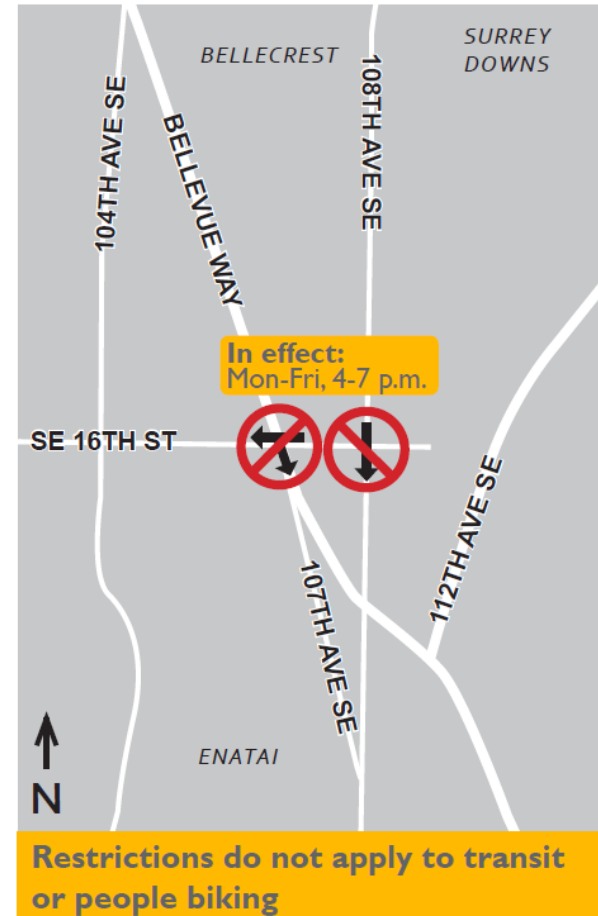 BELLECREST
SURREY
DOWNS
104TH AVE SE
BELLEVUE WAY
108TH AVE SE
In effect:
Mon-Fri, 4-7 p.m.
SE 16TH ST
112TH AVE SE
107TH AVE SE
ENATAI
N
Restrictions do not apply to transit
or people biking